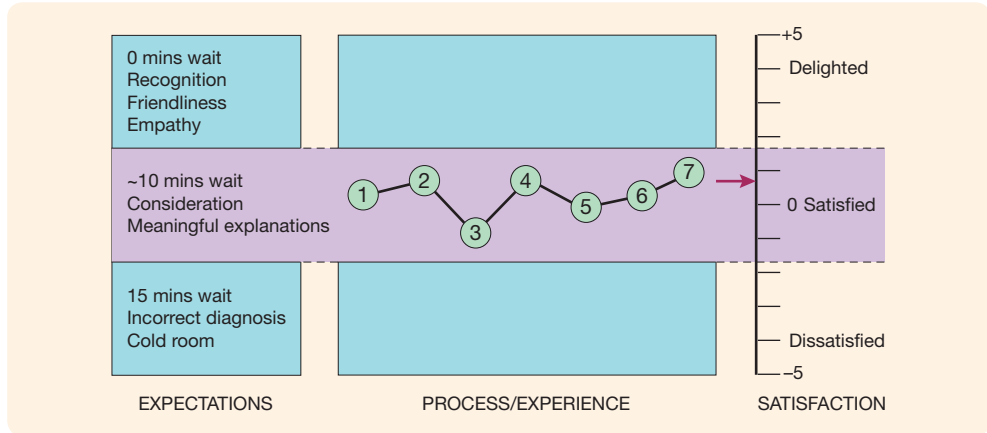 0 mins wait
Recognition
Friendliness
Empathy
~10 mins wait
Consideration
Meaningful explanations
15 mins wait
Incorrect diagnosis
Cold room
1
2
3
4
5
6
7
+5
Delighted
0 Satisfied
Dissatisfied
–5
EXPECTATIONS
PROCESS/EXPERIENCE
SATISFACTION